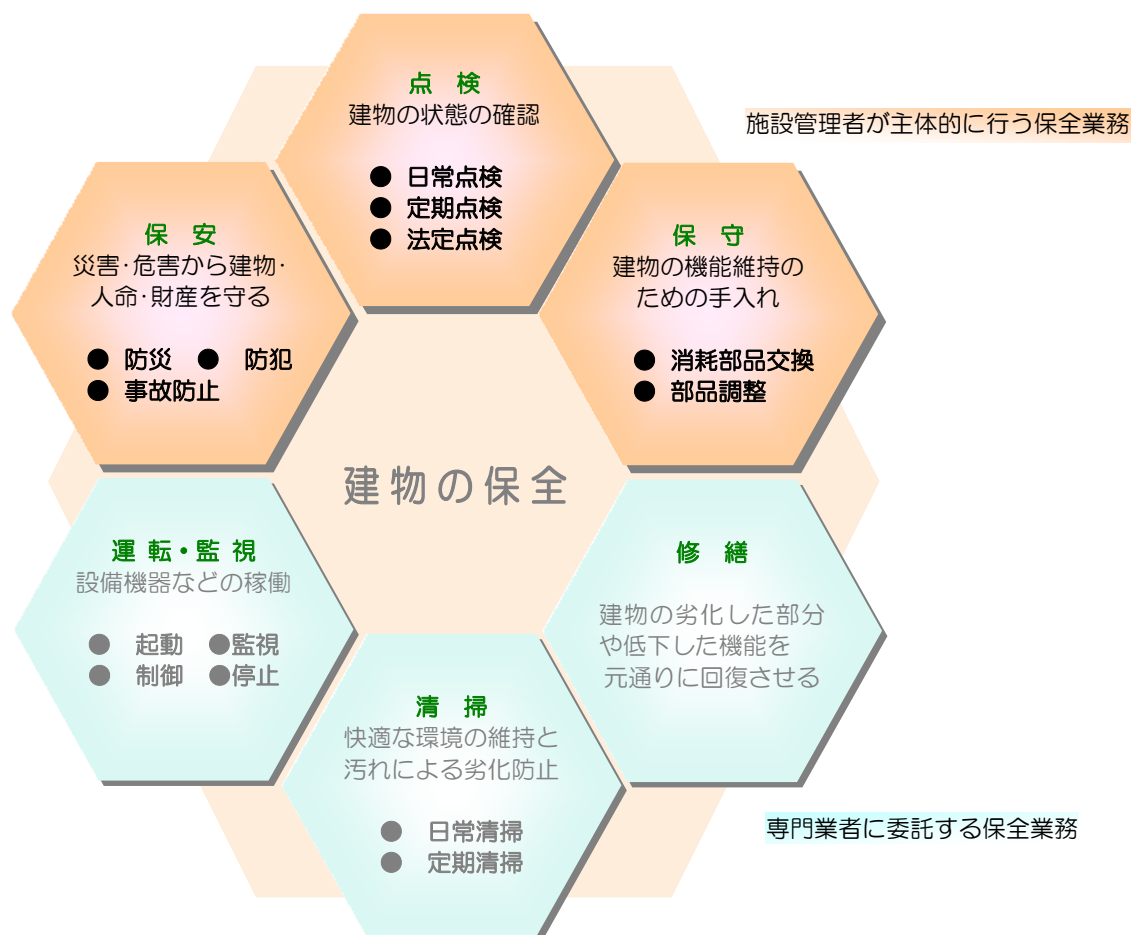 点 検
建物の状態の確認
● 日常点検
● 定期点検
● 法定点検
施設管理者が主体的に行う保全業務
保 安
災害・危害から建物・
人命・財産を守る
● 防災 ● 防犯
● 事故防止
保 守
建物の機能維持の
ための手入れ
● 消耗部品交換
● 部品調整
建物の保全
運 転・監 視
設備機器などの稼働
● 起動 ●監視
● 制御 ●停止
修 繕
建物の劣化した部分
や低下した機能を
元通りに回復させる
清 掃
快適な環境の維持と
汚れによる劣化防止
● 日常清掃
● 定期清掃
専門業者に委託する保全業務